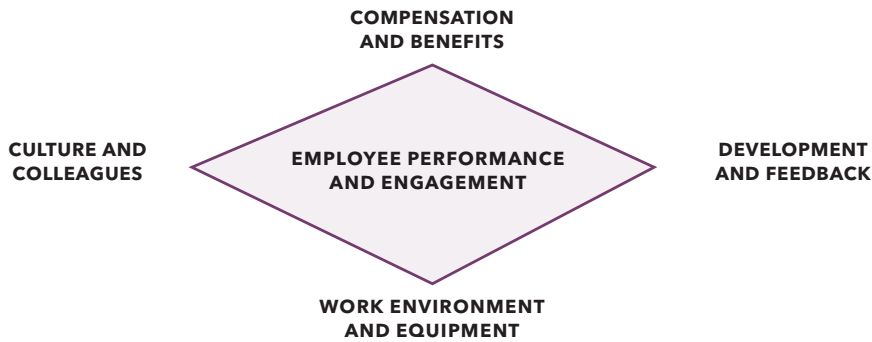 COMPENSATION
AND BENEFITS
CULTURE AND
COLLEAGUES
EMPLOYEE PERFORMANCE
AND ENGAGEMENT
DEVELOPMENT
AND FEEDBACK
WORK ENVIRONMENT
AND EQUIPMENT